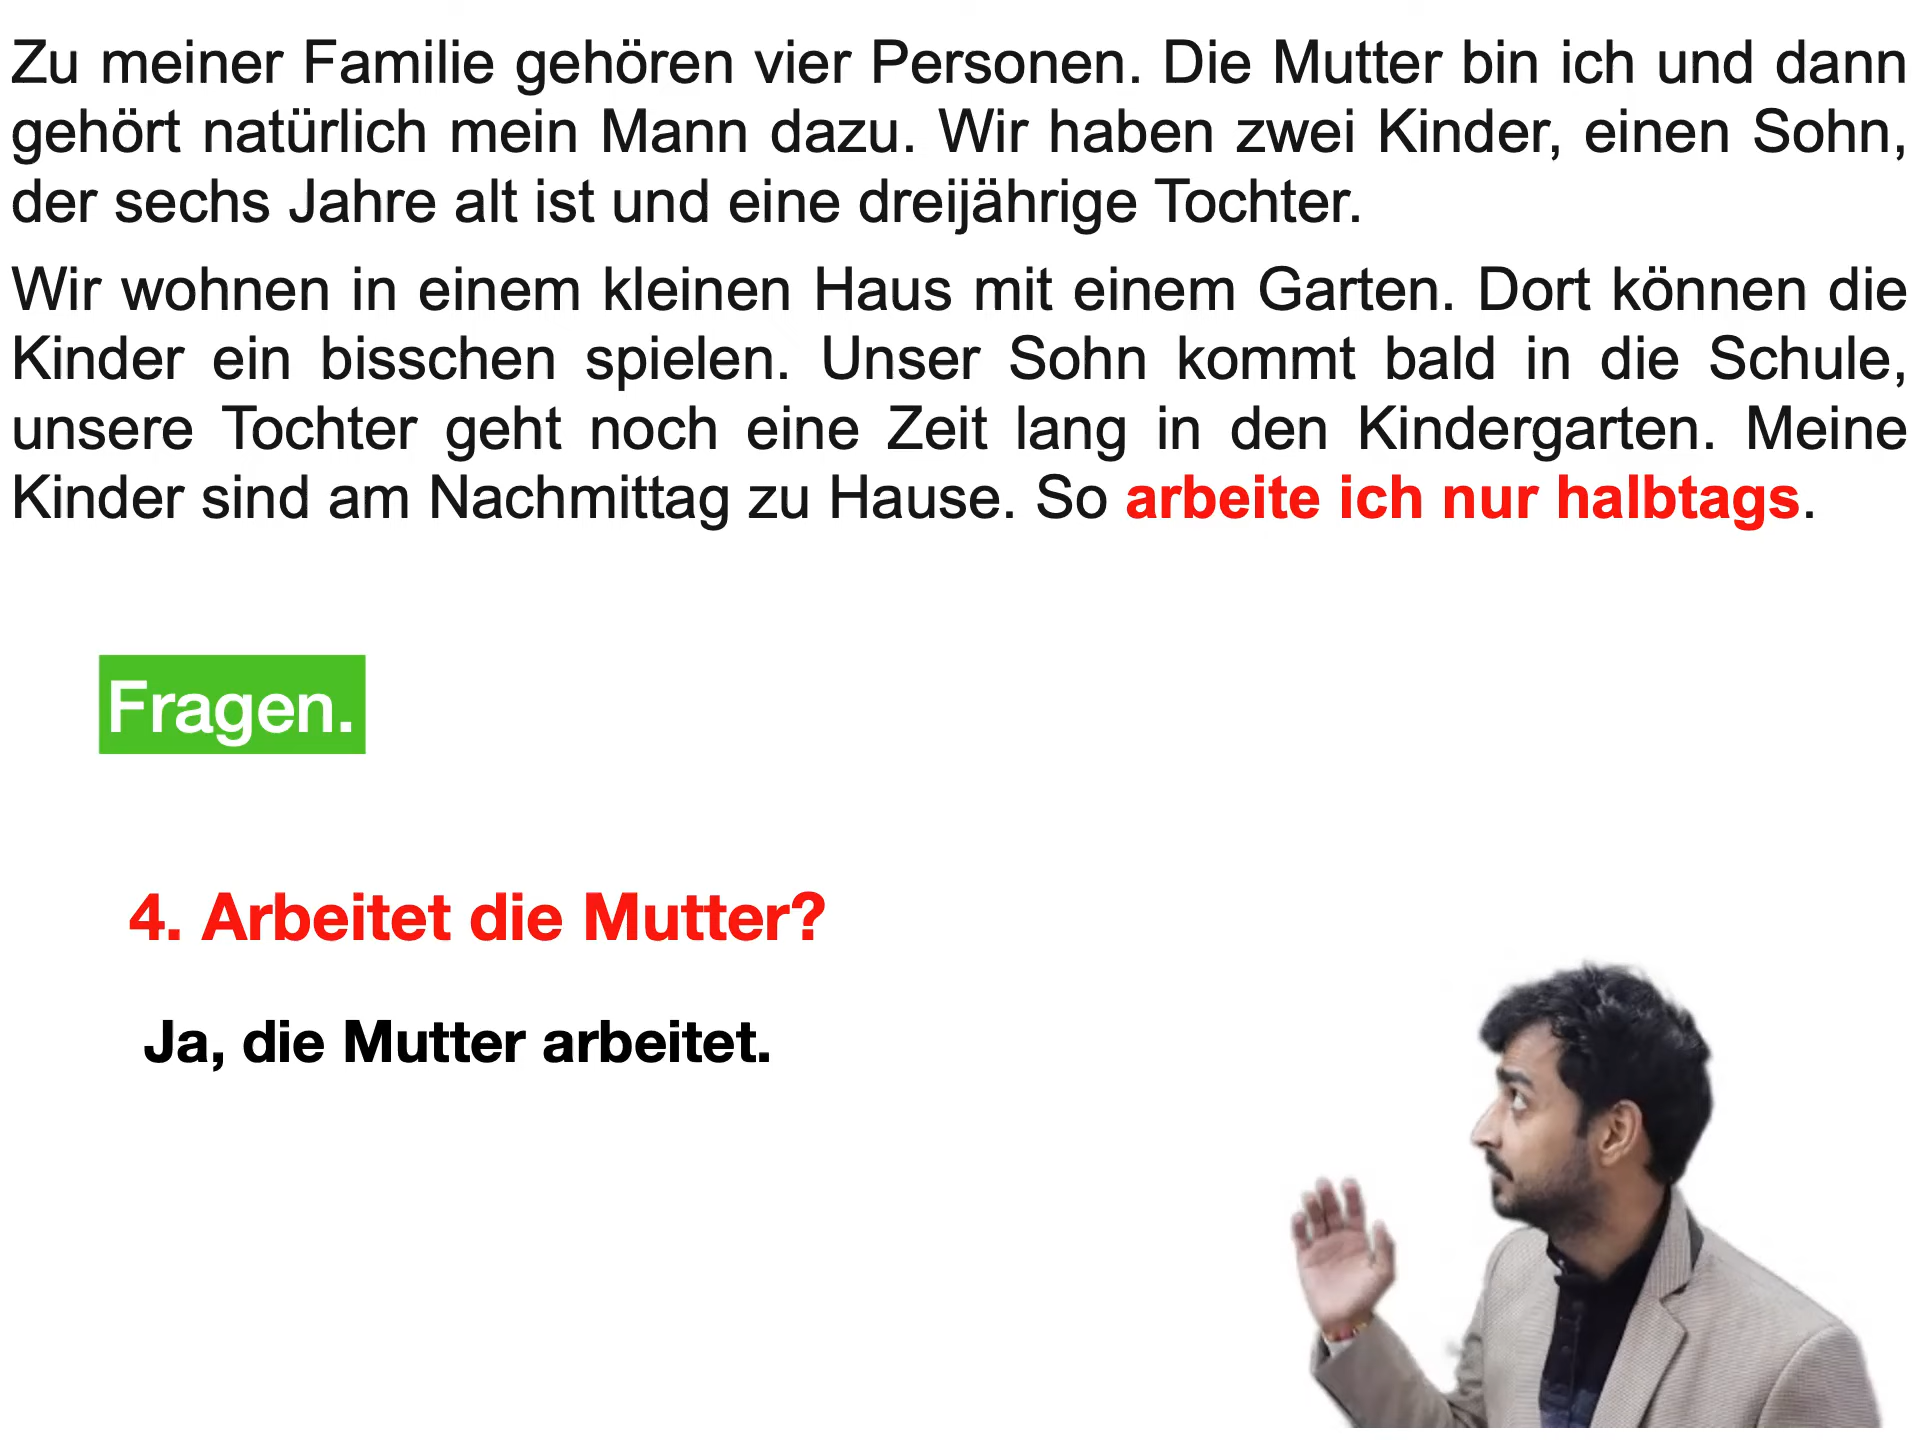 Zu meiner Familie gehören vier Personen. Die Mutter bin ich und dann
gehört natürlich mein Mann dazu. Wir haben zwei Kinder, einen Sohn,
der sechs Jahre alt ist und eine dreijährige Tochter.
Wir wohnen in einem kleinen Haus mit einem Garten. Dort können die
Kinder ein bisschen spielen. Unser Sohn kommt bald in die Schule,
unsere Tochter geht noch eine Zeit lang in den Kindergarten. Meine
Kinder sind am Nachmittag zu Hause. So arbeite ich nur halbtags.
Fragen.
4. Arbeitet die Mutter?
Ja, die Mutter arbeitet.